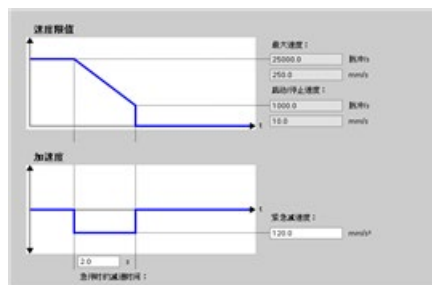 速度限值
最大速度：
25000.0 脉冲/s
250.0 mm/s
启动/停止速度：
1000.0 脉冲/s
10.0 mm/s
t
加速度
t
紧急减速度：
120.0 mm/s²
2.0 s
急停时的减速时间：